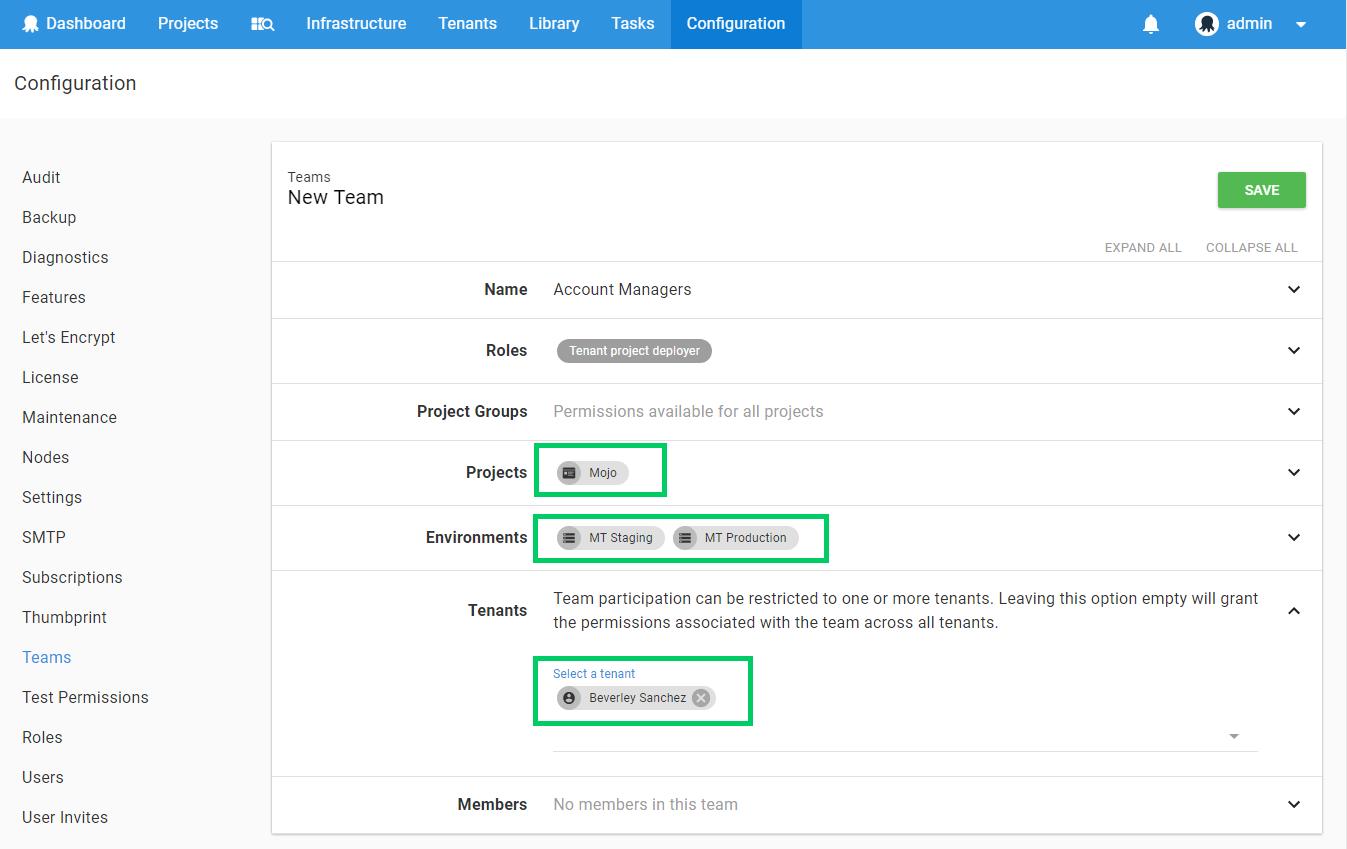 Dashboard Projects Infrastructure Tenants Library Tasks Configuration admin
Configuration
Audit
Backup
Diagnostics
Features
Let's Encrypt
License
Maintenance
Nodes
Settings
SMTP
Subscriptions
Thumbprint
Teams
Test Permissions
Roles
Users
User Invites
Teams
New Team
SAVE
EXPAND ALL COLLAPSE ALL
Name Account Managers
Roles Tenant project deployer
Project Groups Permissions available for all projects
Projects Mojo
Environments MT Staging MT Production
Tenants Team participation can be restricted to one or more tenants. Leaving this option empty will grant
the permissions associated with the team across all tenants.
Select a tenant
Beverley Sanchez
Members No members in this team